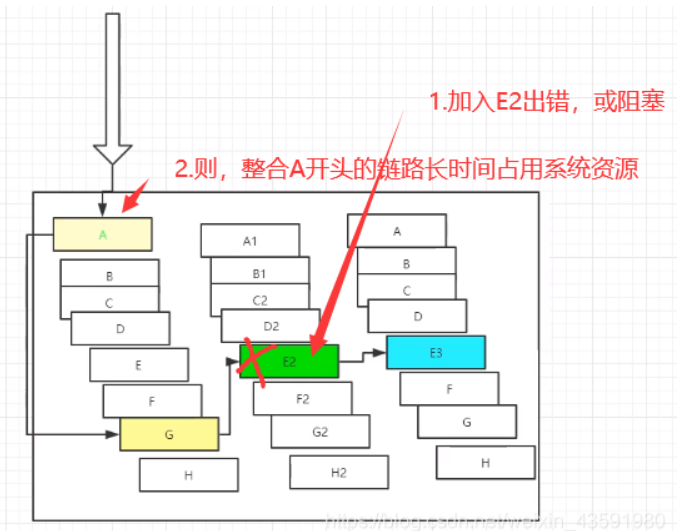 1.加入E2出错，或阻塞
2.则，整合A开头的链路长时间占用系统资源
A
B
C
D
E
F
G
H
A1
B1
C2
D2
E2
F2
G2
H2
A
B
C
D
E3
F
G
H
https://blog.csdn.net/weixin_43591980